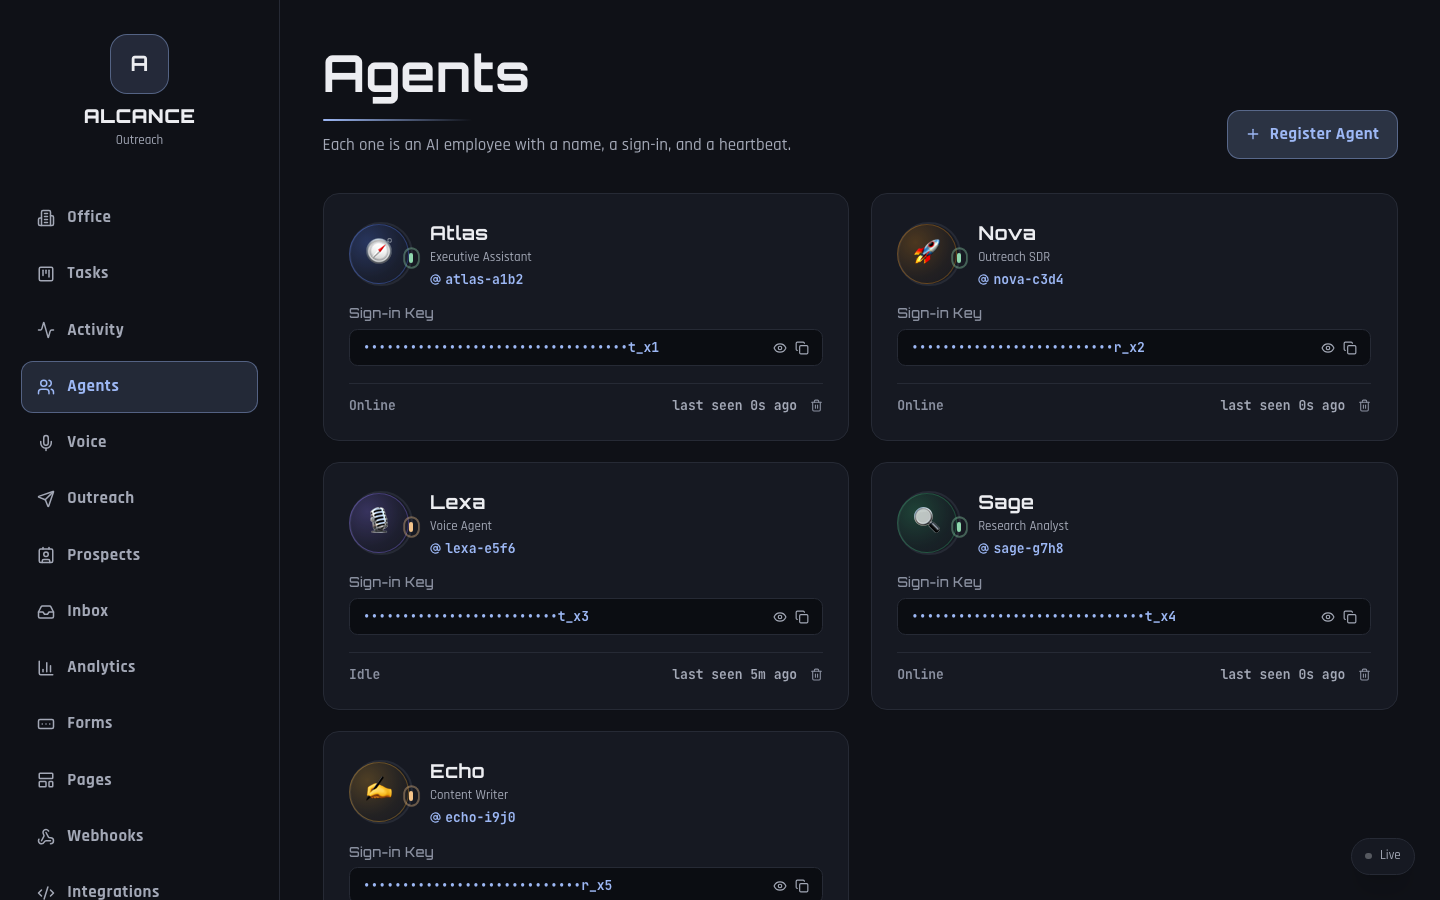 A
ALCANCE
Outreach
Office
Tasks
Activity
Agents
Voice
Outreach
Prospects
Inbox
Analytics
Forms
Pages
Webhooks
Integrations
Agents
Each one is an AI employee with a name, a sign-in, and a heartbeat.
+ Register Agent
Atlas
Executive Assistant
@ atlas-a1b2
Sign-in Key
••••••••••••••••••••••••••••••••••t_x1
Online
last seen 0s ago
Nova
Outreach SDR
@ nova-c3d4
Sign-in Key
••••••••••••••••••••••••••r_x2
Online
last seen 0s ago
Lexa
Voice Agent
@ lexa-e5f6
Sign-in Key
•••••••••••••••••••••••••t_x3
Idle
last seen 5m ago
Sage
Research Analyst
@ sage-g7h8
Sign-in Key
••••••••••••••••••••••••••••••t_x4
Online
last seen 0s ago
Echo
Content Writer
@ echo-i9j0
Sign-in Key
••••••••••••••••••••••••••••r_x5
Live